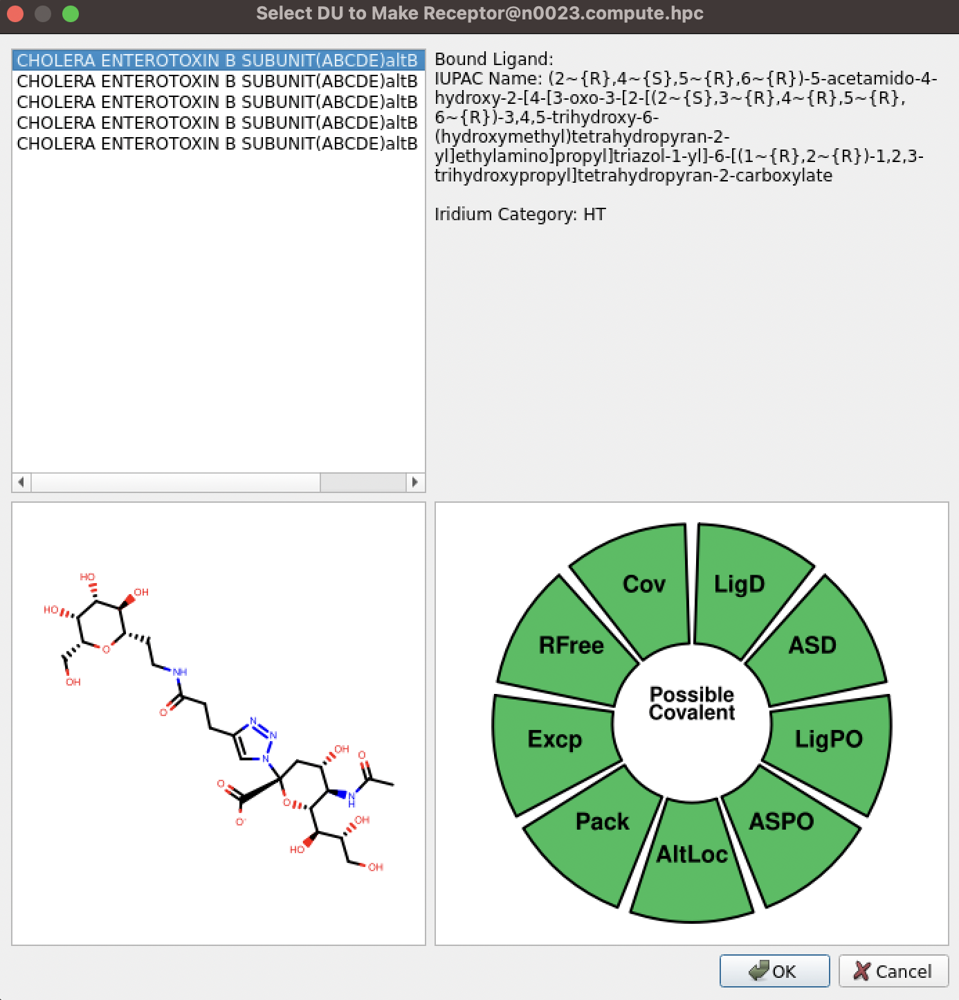 Select DU to Make Receptor@n0023.compute.hpc
CHOLERA ENTEROTOXIN B SUBUNIT(ABCDE)altB
CHOLERA ENTEROTOXIN B SUBUNIT(ABCDE)altB
CHOLERA ENTEROTOXIN B SUBUNIT(ABCDE)altB
CHOLERA ENTEROTOXIN B SUBUNIT(ABCDE)altB
CHOLERA ENTEROTOXIN B SUBUNIT(ABCDE)altB
Bound Ligand:
IUPAC Name: (2~{R},4~{S},5~{R},6~{R})-5-acetamido-4-
hydroxy-2-[4-[3-oxo-3-[2-[(2~{S},3~{R},4~{R},5~{R},
6~{R})-3,4,5-trihydroxy-6-
(hydroxymethyl)tetrahydropyran-2-
yl]ethylamino]propyl]triazol-1-yl]-6-[(1~{R},2~{R})-1,2,3-
trihydroxypropyl]tetrahydropyran-2-carboxylate
Iridium Category: HT
HO
OH
HO
O
OH
NH
O
N
N
N
OH
O
O
O
N
H
O-
OH
HO
OH
Cov
LigD
RFree
ASD
Possible
Covalent
Excp
LigPO
Pack
ASPO
AltLoc
OK
Cancel